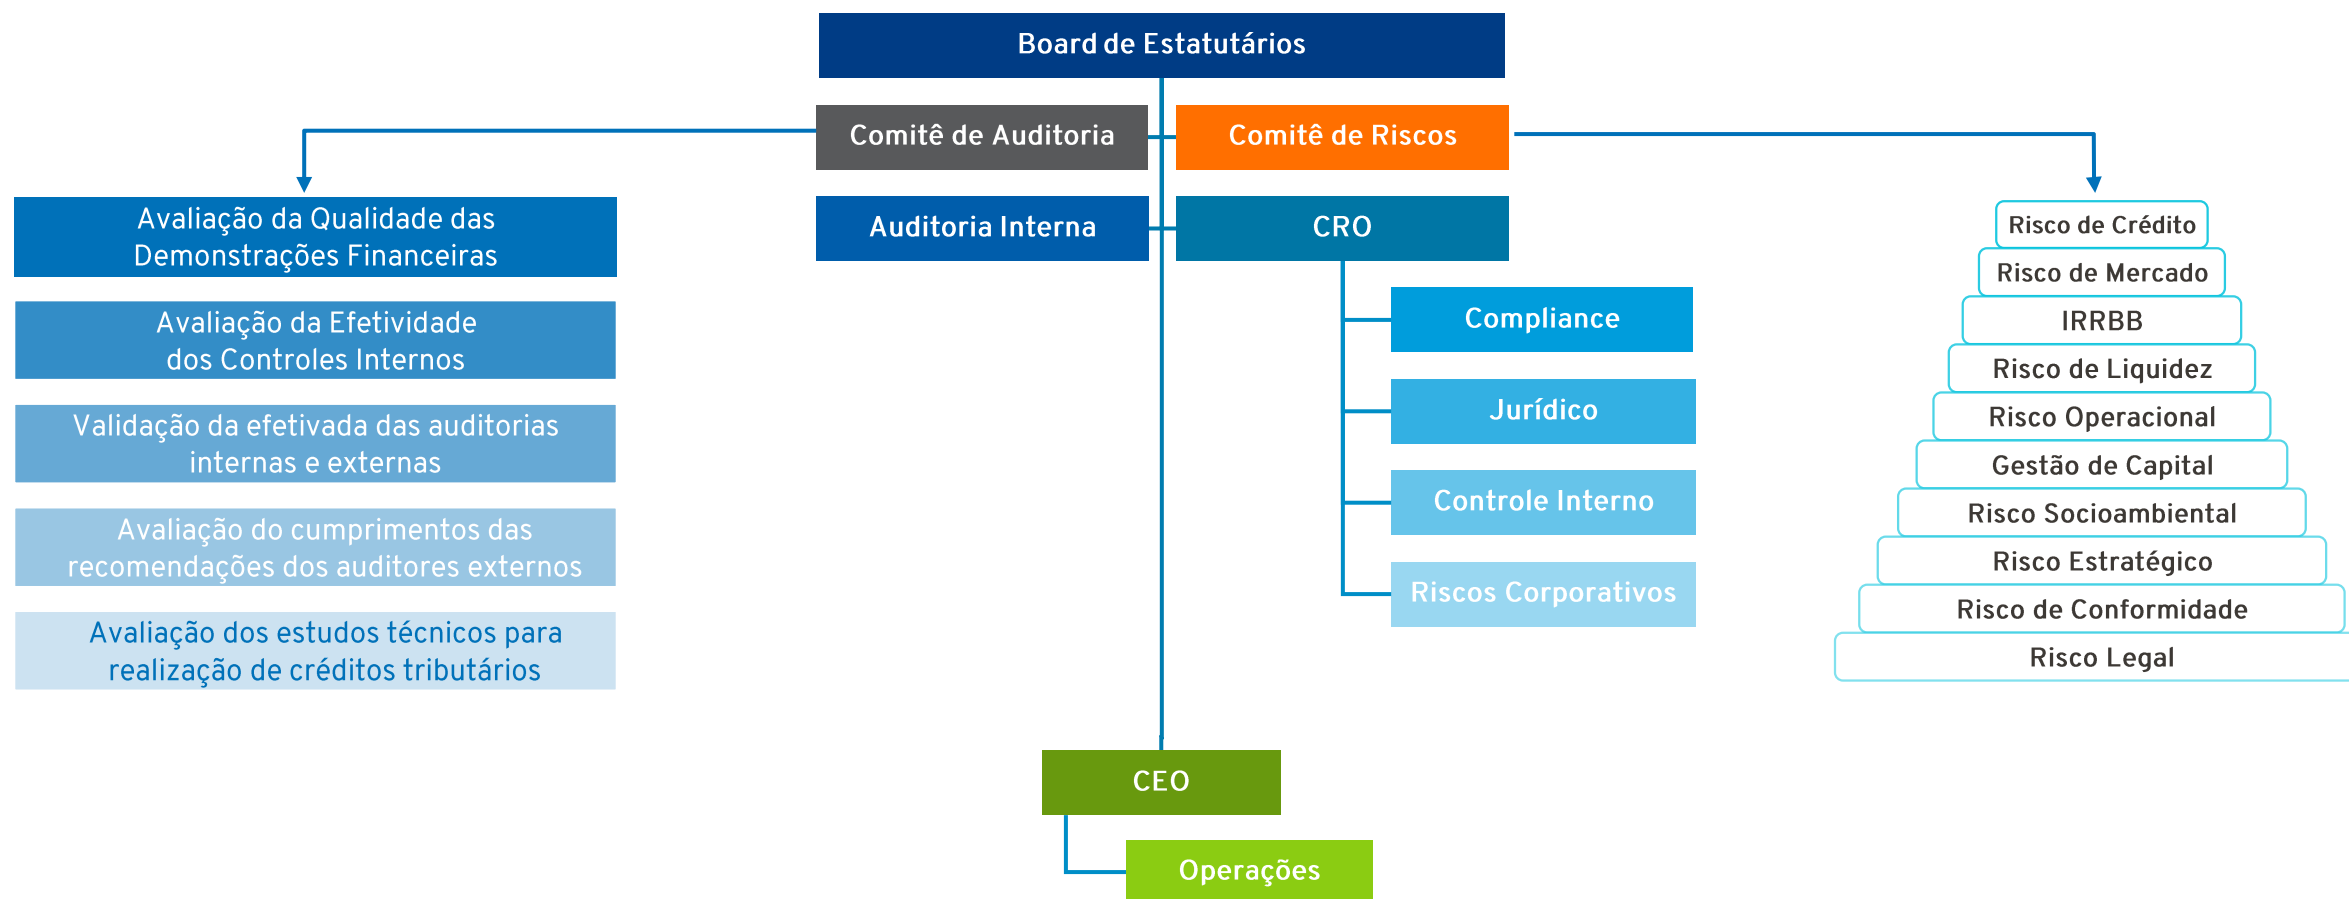 Board de Estatutários
Comitê de Auditoria
Comitê de Riscos
Auditoria Interna
CRO
Avaliação da Qualidade das
Demonstrações Financeiras
Avaliação da Efetividade
dos Controles Internos
Validação da efetivada das auditorias
internas e externas
Avaliação do cumprimentos das
recomendações dos auditores externos
Avaliação dos estudos técnicos para
realização de créditos tributários
Compliance
Jurídico
Controle Interno
Riscos Corporativos
Risco de Crédito
Risco de Mercado
IRRBB
Risco de Liquidez
Risco Operacional
Gestão de Capital
Risco Socioambiental
Risco Estratégico
Risco de Conformidade
Risco Legal
CEO
Operações